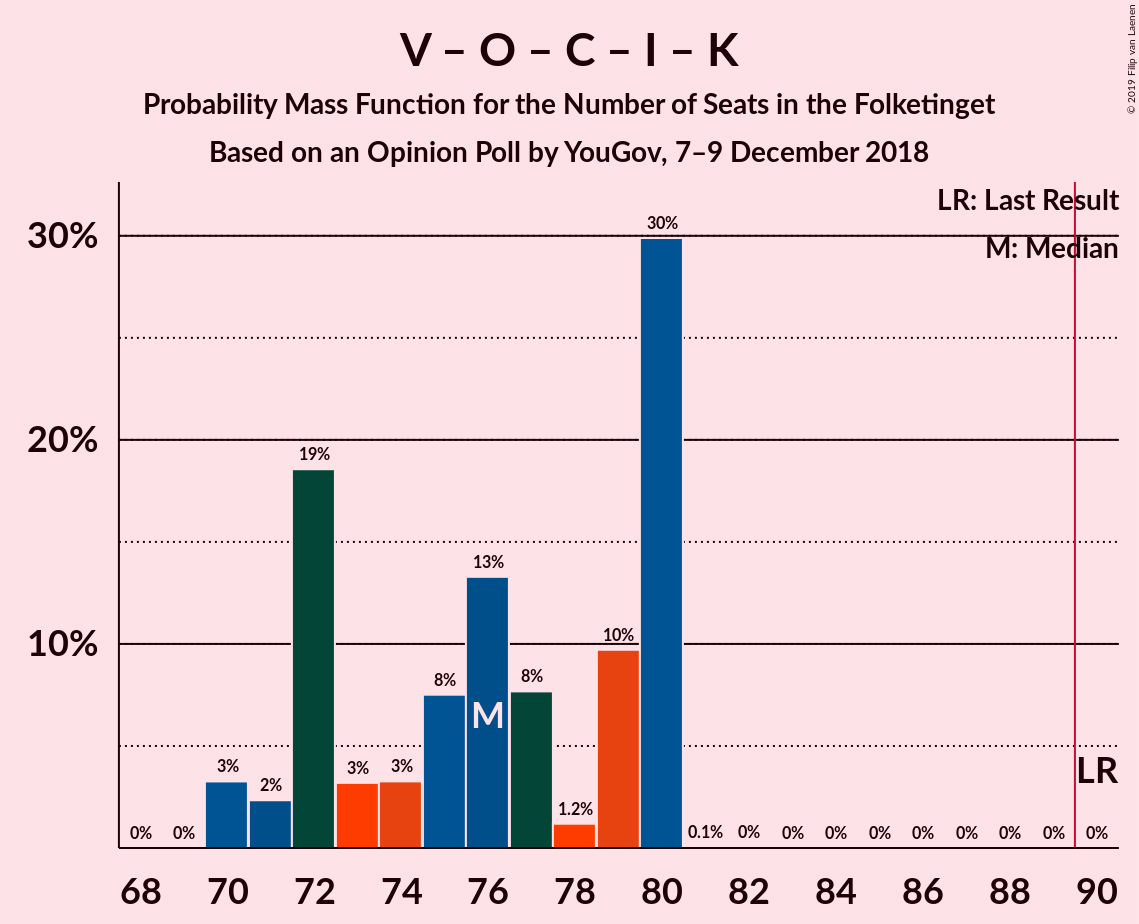 V – O – C – I – K
Probability Mass Function for the Number of Seats in the Folketinget
Based on an Opinion Poll by YouGov, 7–9 December 2018
© 2019 Filip van Laenen
LR: Last Result
M: Median
30%
20%
10%
0% 0% 3% 2% 19% 3% 3% 8% 13% 8% 1.2% 10% 30% 0.1% 0% 0% 0% 0% 0% 0% 0% 0% 0%
M
LR
68 70 72 74 76 78 80 82 84 86 88 90